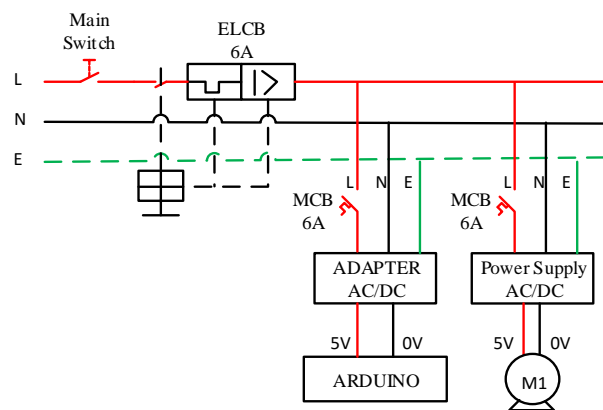 Main
Switch
ELCB
6A
L
N
E
L N E
MCB
6A
L N E
MCB
6A
ADAPTER
AC/DC
Power Supply
AC/DC
5V 0V
5V 0V
ARDUINO
M1